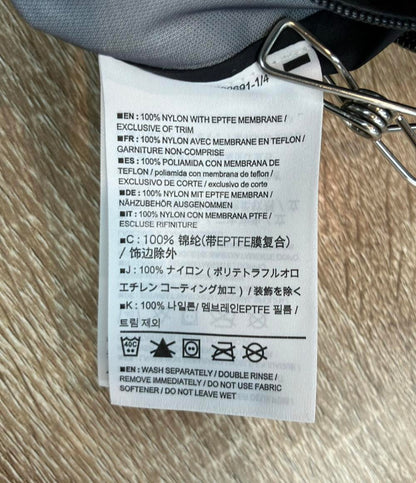 ■EN: 100% NYLON WITH EPTFE MEMBRANE /
EXCLUSIVE OF TRIM
■FR: 100% NYLON AVEC MEMBRANE EN TEFLON /
GARNITURE NON-COMPRISE
■ES: 100% POLIAMIDA CON MEMBRANA DE
TEFLON / poliamida con membrana de teflon /
EXCLUSIVO DE CORTE / exclusivo de corte
■DE: 100% NYLON MIT EPTFE MEMBRAN /
NÄHZUBEHÖR AUSGENOMMEN
■IT: 100% NYLON CON MEMBRANA PTFE /
ESCLUSE RIFINITURE
■C: 100% 锦纶(带EPTFE膜复合)
/ 饰边除外
■J: 100% ナイロン ( ポリテトラフルオロ
エチレン コーティング加工) / 装飾を除く
■K: 100% 나일론/ 멤브레인EPTFE 필름 /
트림 제외
40C
■EN: WASH SEPARATELY / DOUBLE RINSE /
REMOVE IMMEDIATELY / DO NOT USE FABRIC
SOFTENER / DO NOT LEAVE WET